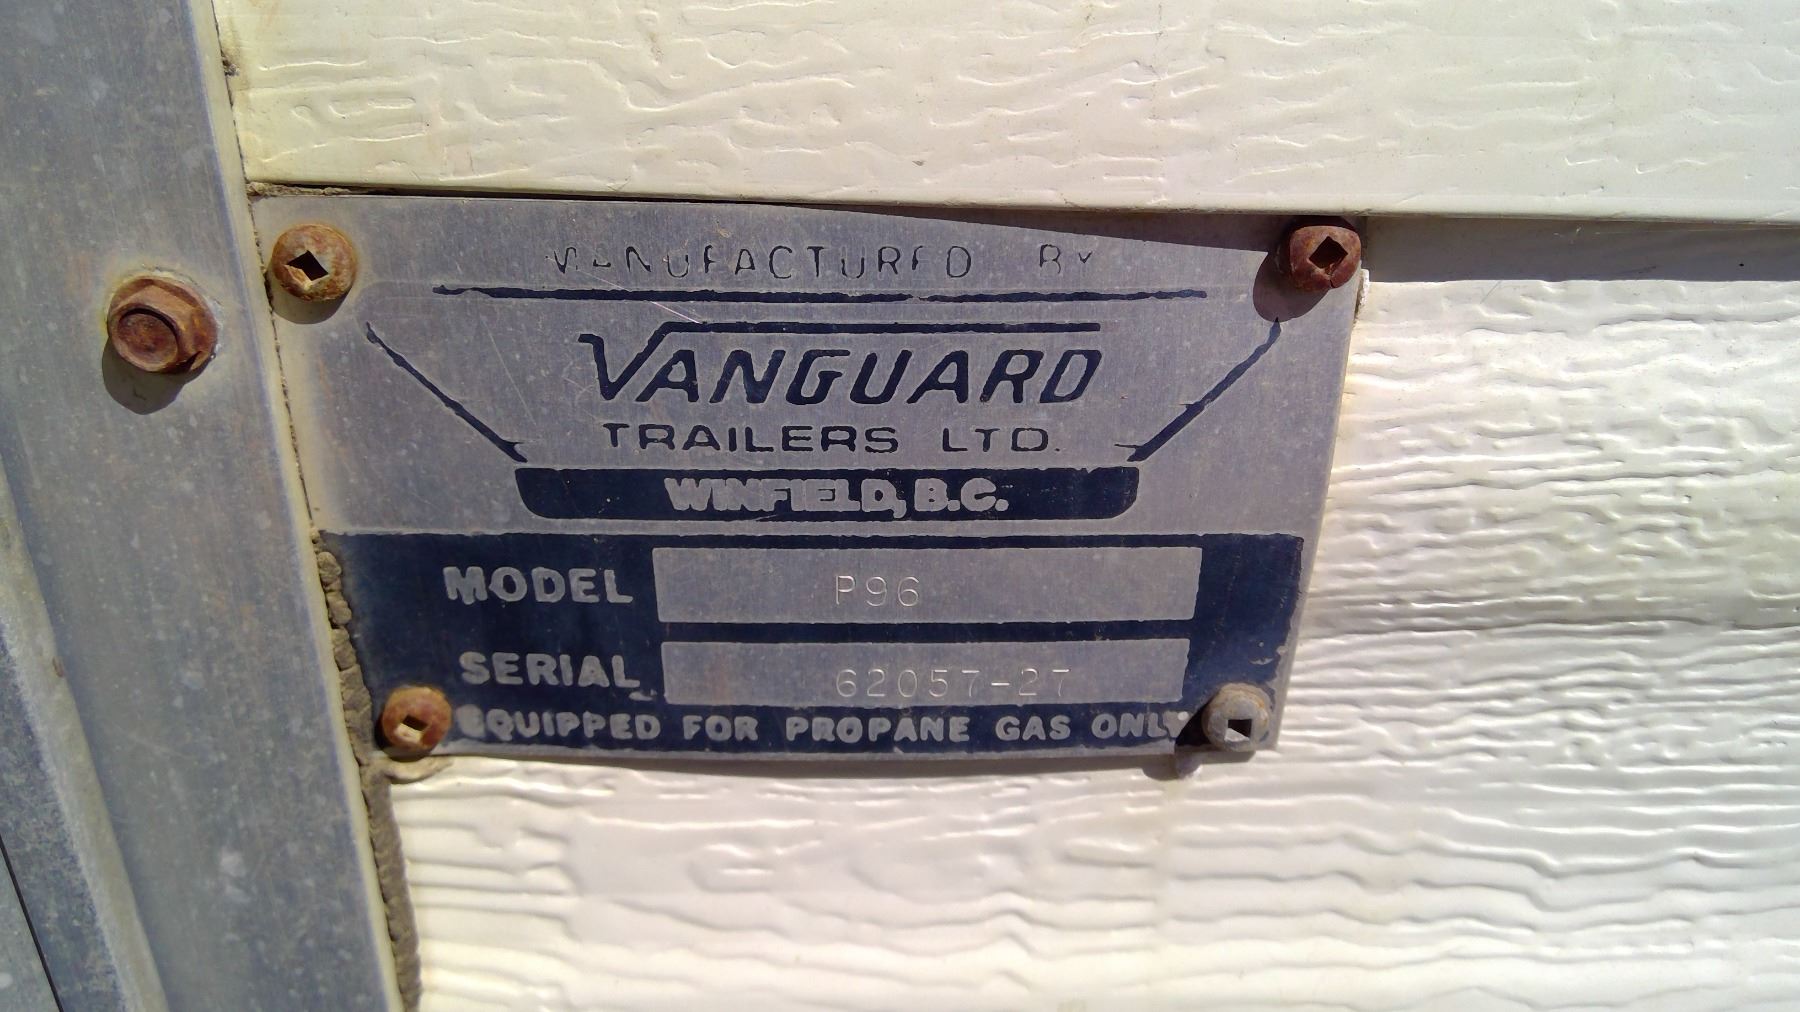 MANUFACTURED BY
VANGUARD
TRAILERS LTD.
WINFIELD, B.C.
MODEL P96
SERIAL 62057-27
EQUIPPED FOR PROPANE GAS ONLY